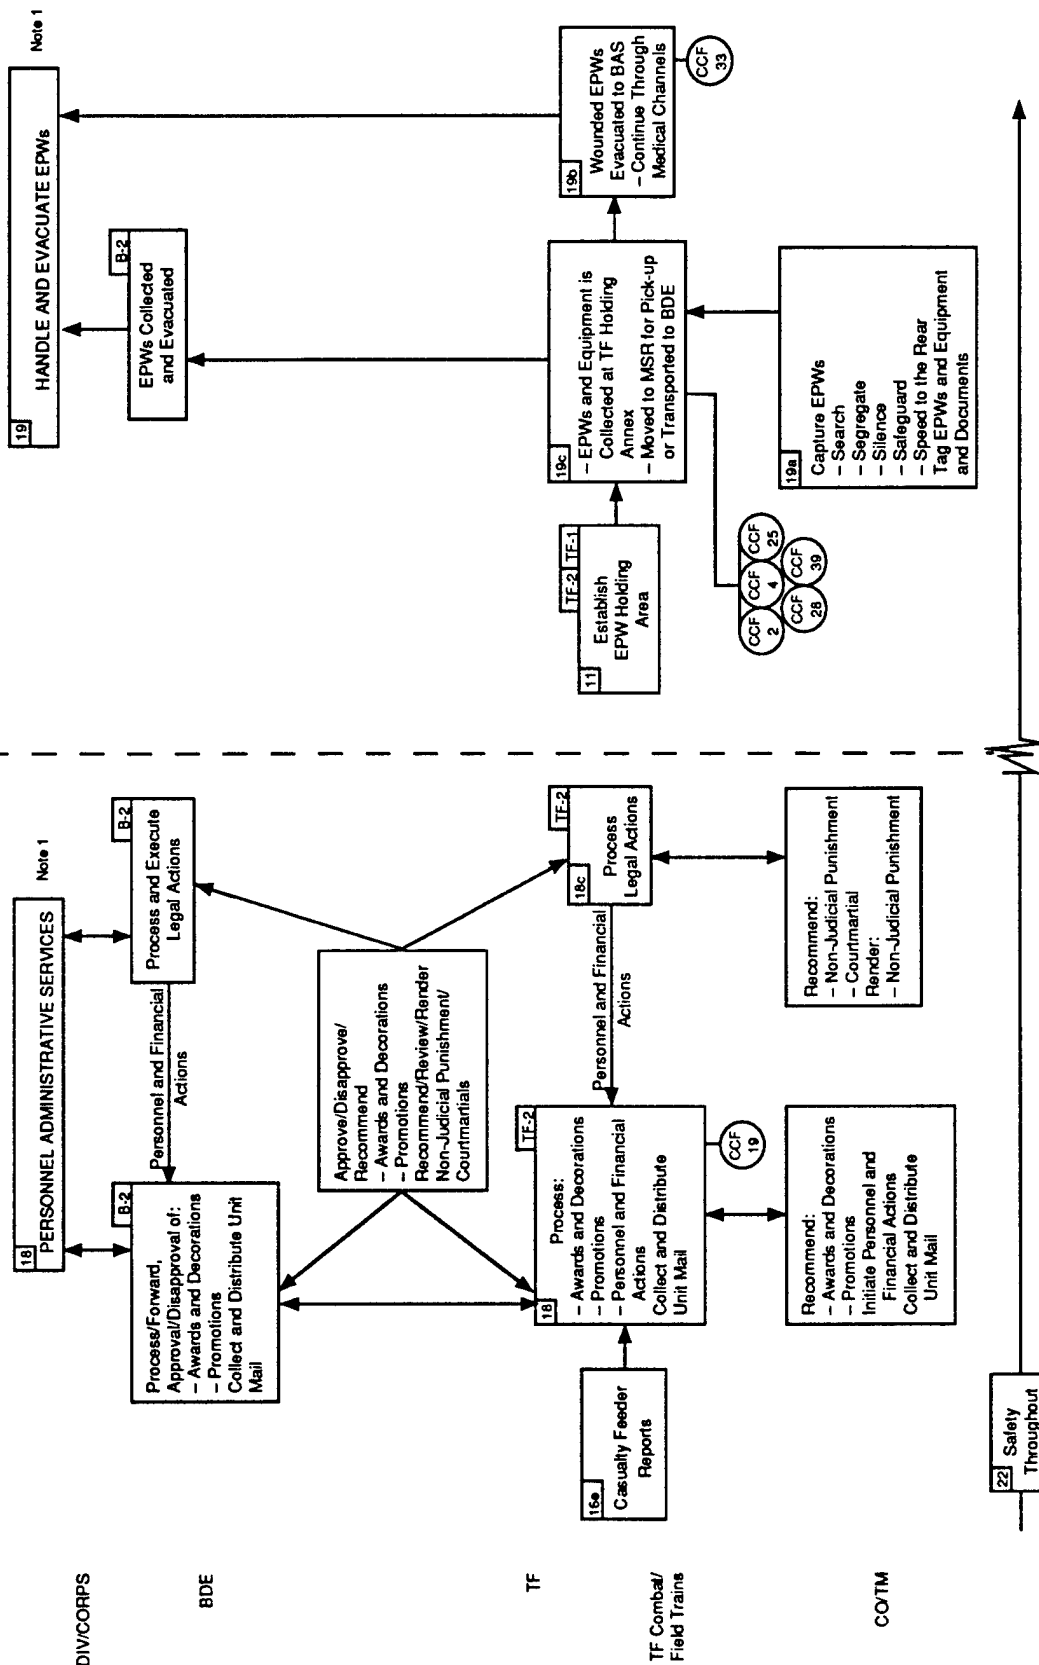 DIV/CORPS
BDE
TF
TF Combat/
Field Trains
CO/TM
18
PERSONNEL ADMINISTRATIVE SERVICES
Note 1
B-2
Process/Forward,
Approval/Disapproval of:
– Awards and Decorations
– Promotions
Collect and Distribute Unit
Mail
Personnel and Financial
Actions
B-2
Process and Execute
Legal Actions
Approve/Disapprove/
Recommend
– Awards and Decorations
– Promotions
Recommend/Review/Render
Non-Judicial Punishment/
Courtmartials
16e
Casualty Feeder
Reports
18
TF-2
Process:
– Awards and Decorations
– Promotions
– Personnel and Financial
Actions
Collect and Distribute
Unit Mail
CCF
19
Personnel and Financial
Actions
18c
TF-2
Process
Legal Actions
Recommend:
– Awards and Decorations
– Promotions
Initiate Personnel and
Financial Actions
Collect and Distribute
Unit Mail
Recommend:
– Non-Judicial Punishment
– Courtmartial
Render:
– Non-Judicial Punishment
22
Safety
Throughout
19
HANDLE AND EVACUATE EPWs
Note 1
B-2
EPWs Collected
and Evacuated
11
TF-2
TF-1
Establish
EPW Holding
Area
19c
– EPWs and Equipment is
Collected at TF Holding
Annex
– Moved to MSR for Pick-up
or Transported to BDE
19b
Wounded EPWs
Evacuated to BAS
– Continue Through
Medical Channels
CCF
33
CCF
2
CCF
4
CCF
25
CCF
28
CCF
39
19a
Capture EPWs
– Search
– Segregate
– Silence
– Safeguard
– Speed to the Rear
Tag EPWs and Equipment
and Documents